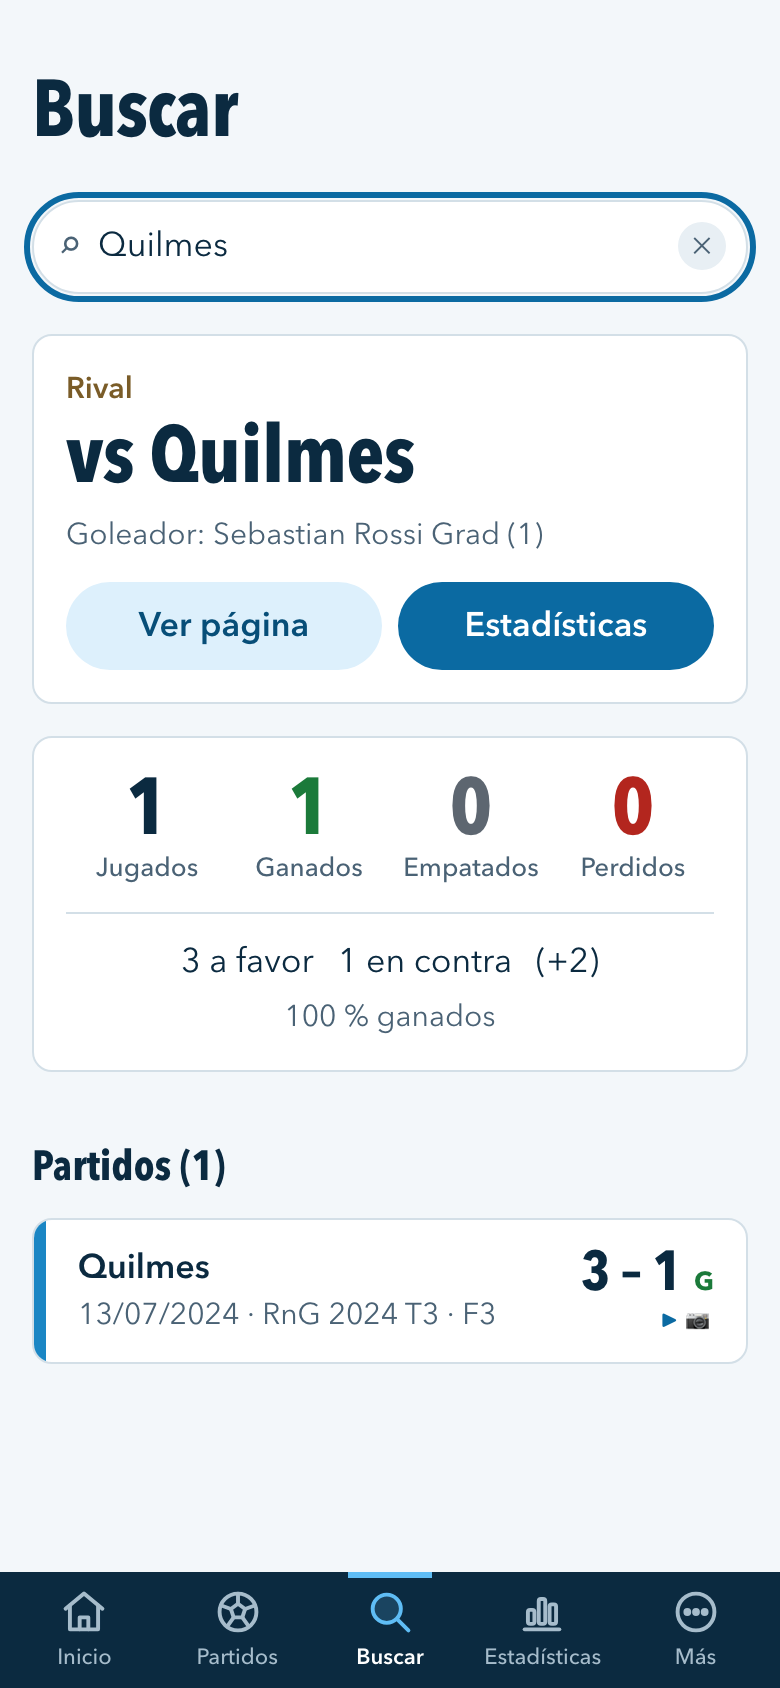 Buscar
Quilmes
Rival
vs Quilmes
Goleador: Sebastian Rossi Grad (1)
Ver página Estadísticas
1 1 0 0
Jugados Ganados Empatados Perdidos
3 a favor 1 en contra (+2)
100 % ganados
Partidos (1)
Quilmes 3 – 1 G
13/07/2024 · RnG 2024 T3 · F3
Inicio Partidos Buscar Estadísticas Más